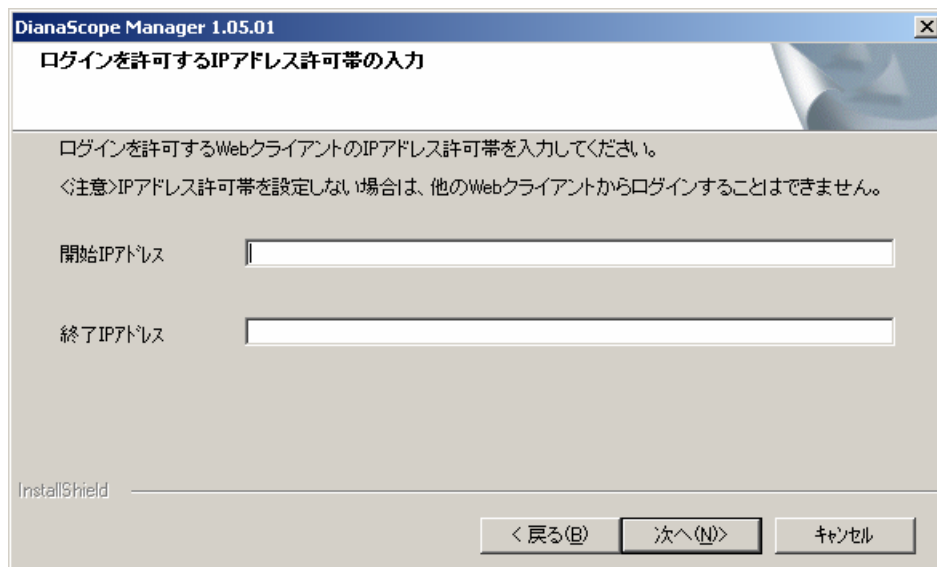 DianaScope Manager 1.05.01
ログインを許可するIPアドレス許可帯の入力
ログインを許可するWebクライアントのIPアドレス許可帯を入力してください。
<注意>IPアドレス許可帯を設定しない場合は、他のWebクライアントからログインすることはできません。
開始IPアドレス
終了IPアドレス
InstallShield
< 戻る(B) 次へ(N)> キャンセル